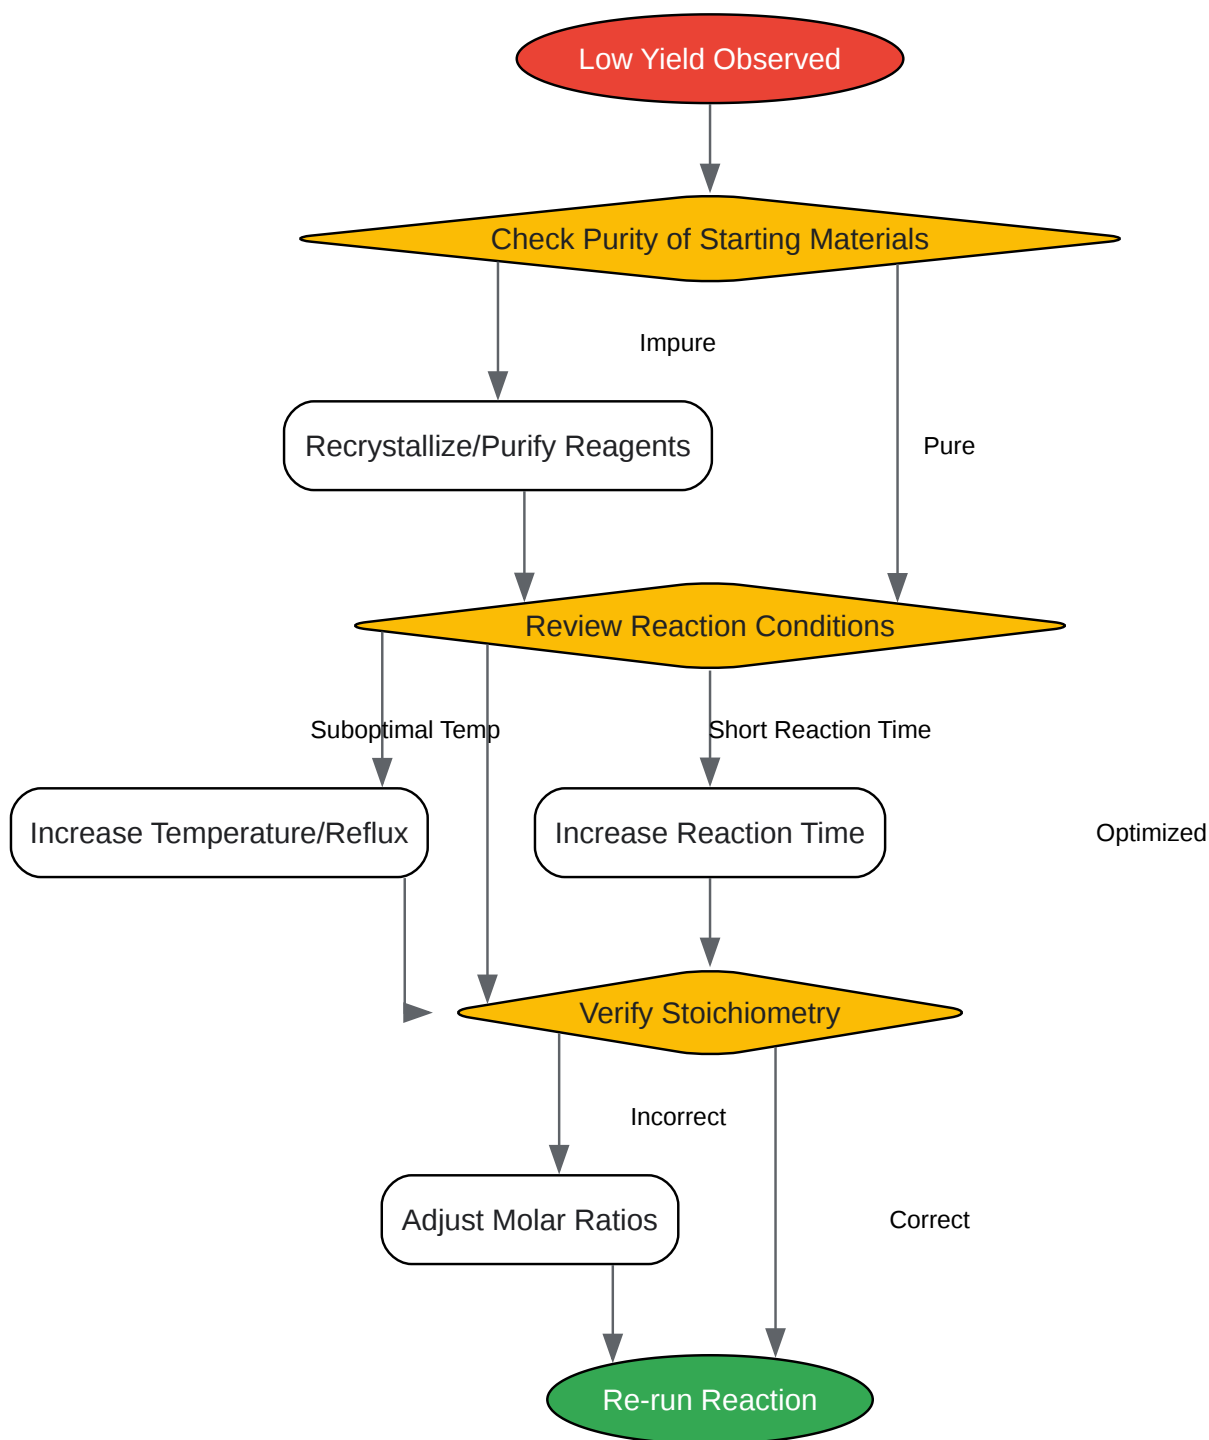 Low Yield Observed
Check Purity of Starting Materials
Impure
Recrystallize/Purify Reagents
Pure
Review Reaction Conditions
Suboptimal Temp
Short Reaction Time
Increase Temperature/Reflux
Increase Reaction Time
Optimized
Verify Stoichiometry
Incorrect
Adjust Molar Ratios
Correct
Re-run Reaction